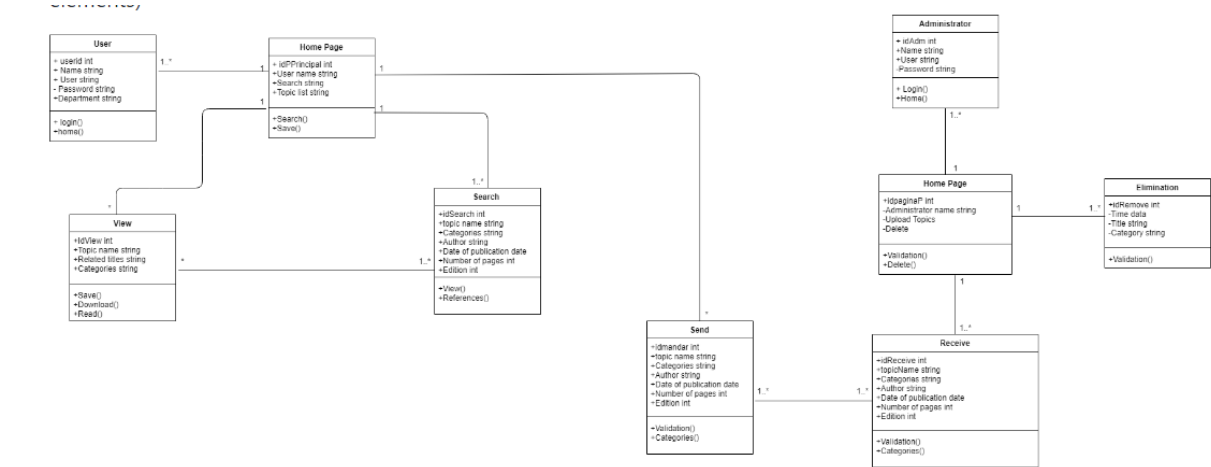 elements)
User
+ userId int
+ Name string
+ User string
- Password string
+Department string
+ login()
+home()
1..*
1
Home Page
+ idPPrincipal int
+User name string
+Search string
+Topic list string
+Search()
+Save()
1
1
1
*
View
+IdView int
+Topic name string
+Related titles string
+Categories string
+Save()
+Download()
+Read()
*
1..*
1..*
Search
+idSearch int
+topic name string
+Categories string
+Author string
+Date of publication date
+Number of pages int
+Edition int
+View()
+References()
*
Send
+idmandar int
+topic name string
+Categories string
+Author string
+Date of publication date
+Number of pages int
+Edition int
+Validation()
+Categories()
1..*
1..*
Administrator
+ idAdm int
+Name string
+User string
-Password string
+ Login()
+Home()
1..*
1
Home Page
+idpaginaP int
-Administrator name string
-Upload Topics
-Delete
+Validation()
+Delete()
1
1..*
Elimination
+idRemove int
-Time data
-Title string
-Category string
+Validation()
1
1..*
Receive
+idReceive int
+topicName string
+Categories string
+Author string
+Date of publication date
+Number of pages int
+Edition int
+Validation()
+Categories()